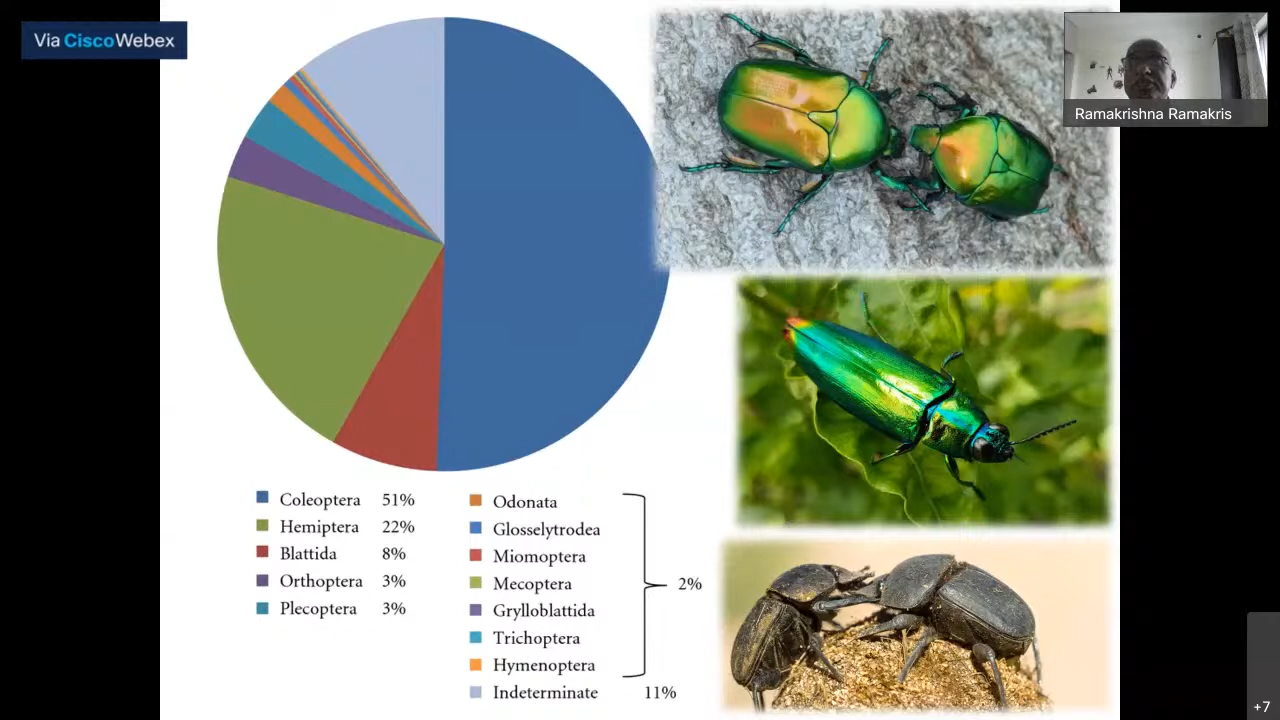 Via CiscoWebex
Ramakrishna Ramakris
Coleoptera 51%
Hemiptera 22%
Blattida 8%
Orthoptera 3%
Plecoptera 3%
Odonata
Glosselytrodea
Miomoptera
Mecoptera
Grylloblattida
Trichoptera
Hymenoptera
2%
Indeterminate 11%
+7